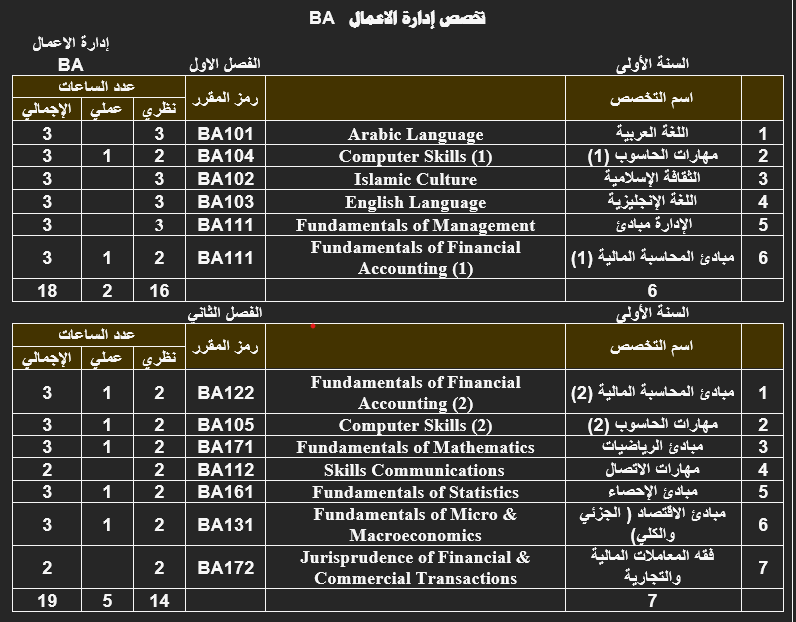 تخصص إدارة الاعمال BA
إدارة الاعمال
السنة الأولى الفصل الاول BA
اسم التخصص رمز المقرر عدد الساعات
نظري عملي الإجمالي
1 اللغة العربية Arabic Language BA101 3 3
2 مهارات الحاسوب (1) Computer Skills (1) BA104 2 1 3
3 الثقافة الإسلامية Islamic Culture BA102 3 3
4 اللغة الإنجليزية English Language BA103 3 3
5 الإدارة مبادئ Fundamentals of Management BA111 3 3
6 مبادئ المحاسبة المالية (1) Fundamentals of Financial
Accounting (1) BA111 2 1 3
6 16 2 18
السنة الأولى الفصل الثاني
اسم التخصص رمز المقرر عدد الساعات
نظري عملي الإجمالي
1 مبادئ المحاسبة المالية (2) Fundamentals of Financial
Accounting (2) BA122 2 1 3
2 مهارات الحاسوب (2) Computer Skills (2) BA105 2 1 3
3 مبادئ الرياضيات Fundamentals of Mathematics BA171 2 1 3
4 مهارات الاتصال Skills Communications BA112 2 2
5 مبادئ الإحصاء Fundamentals of Statistics BA161 2 1 3
6 مبادئ الاقتصاد ( الجزئي
والكلي) Fundamentals of Micro &
Macroeconomics BA131 2 1 3
7 فقه المعاملات المالية
والتجارية Jurisprudence of Financial &
Commercial Transactions BA172 2 2
7 14 5 19